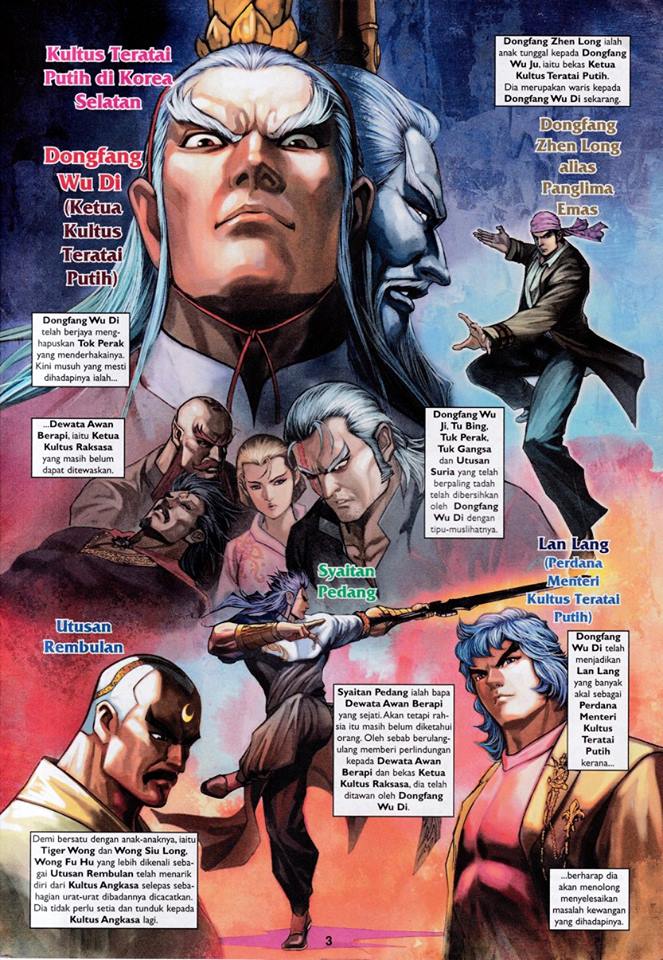 Kultus Teratai
Putih di Korea
Selatan
Dongfang
Wu Di
(Ketua
Kultus
Teratai
Putih)
Dongfang Zhen Long ialah
anak tunggal kepada Dongfang
Wu Ju, iaitu bekas Ketua
Kultus Teratai Putih.
Dia merupakan waris kepada
Dongfang Wu Di sekarang.
Dongfang
Zhen Long
alias
Panglima
Emas
Dongfang Wu Di
telah berjaya meng-
hapuskan Tok Perak
yang menderhakainya.
Kini musuh yang mesti
dihadapinya ialah...
...Dewata Awan
Berapi, iaitu Ketua
Kultus Raksasa
yang masih belum
dapat ditewaskan.
Dongfang Wu
Ji, Tu Bing,
Tuk Perak,
Tuk Gangsa
dan Utusan
Suria yang telah
berpaling tadah
telah dibersihkan
oleh Dongfang
Wu Di dengan
tipu-muslihatnya.
Syaitan
Pedang
Lan Lang
(Perdana
Menteri
Kultus Teratai
Putih)
Utusan
Rembulan
Dongfang
Wu Di telah
menjadikan
Lan Lang
yang banyak
akal sebagai
Perdana
Menteri
Kultus
Teratai
Putih
kerana...
Syaitan Pedang ialah bapa
Dewata Awan Berapi
yang sejati. Akan tetapi rah-
sia itu masih belum diketahui
orang. Oleh sebab berulang-
ulang memberi perlindungan
kepada Dewata Awan
Berapi dan bekas Ketua
Kultus Raksasa, dia telah
ditawan oleh Dongfang
Wu Di.
Demi bersatu dengan anak-anaknya, iaitu
Tiger Wong dan Wong Siu Long,
Wong Fu Hu yang lebih dikenali seba-
gai Utusan Rembulan telah menarik
diri dari Kultus Angkasa selepas seba-
hagian urat-urat dibadannya dicacatkan.
Dia tidak perlu setia dan tunduk kepada
Kultus Angkasa lagi.
...berharap dia
akan menolong
menyelesaikan
masalah kewangan
yang dihadapinya.
3